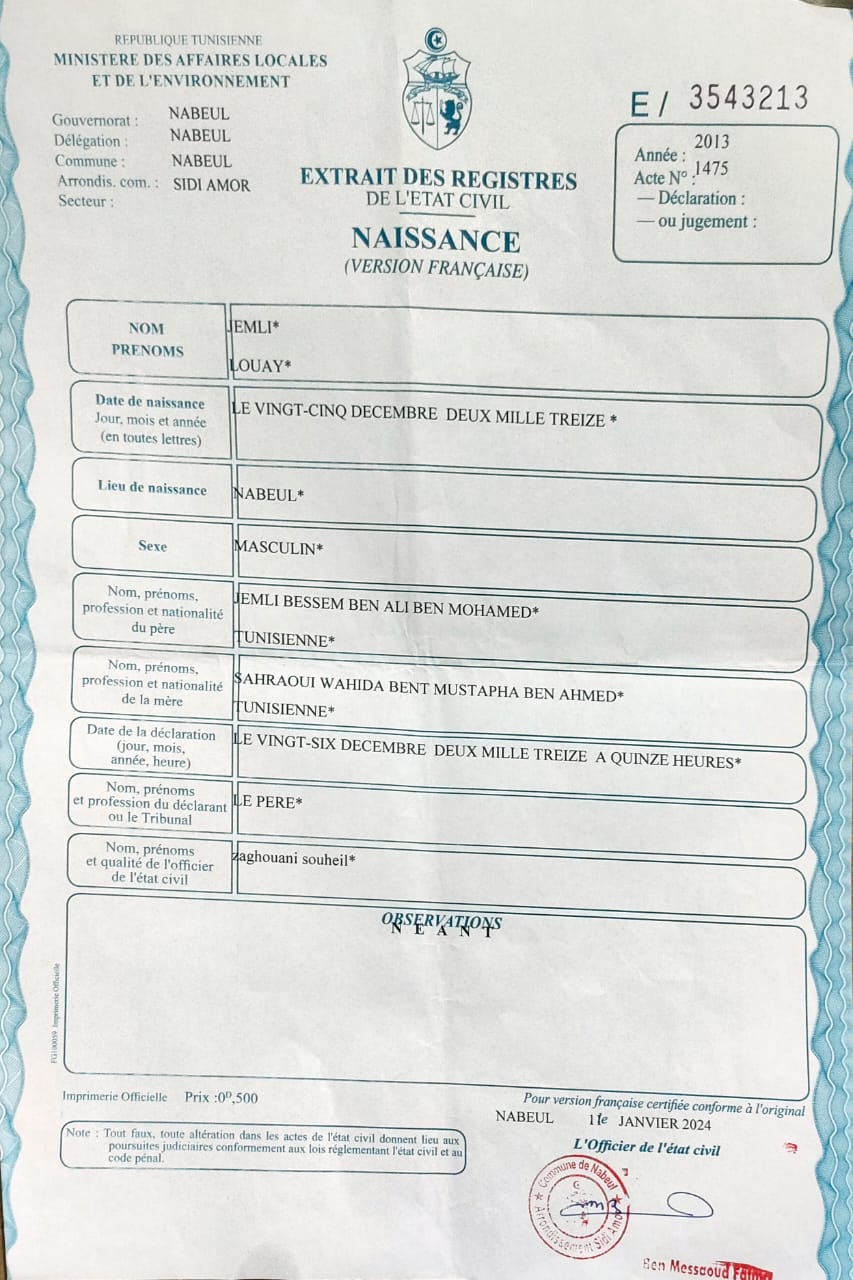 REPUBLIQUE TUNISIENNE
MINISTERE DES AFFAIRES LOCALES
ET DE L'ENVIRONNEMENT
Gouvernorat : NABEUL
Délégation : NABEUL
Commune : NABEUL
Arrondis. com. : SIDI AMOR
Secteur :
E / 3543213
Année : 2013
Acte N° : 1475
— Déclaration :
— ou jugement :
EXTRAIT DES REGISTRES
DE L'ETAT CIVIL
NAISSANCE
(VERSION FRANÇAISE)
NOM
PRENOMS
JEMLI*
LOUAY*
Date de naissance
Jour, mois et année
(en toutes lettres)
LE VINGT-CINQ DECEMBRE DEUX MILLE TREIZE *
Lieu de naissance
NABEUL*
Sexe
MASCULIN*
Nom, prénoms,
profession et nationalité
du père
JEMLI BESSEM BEN ALI BEN MOHAMED*
TUNISIENNE*
Nom, prénoms,
profession et nationalité
de la mère
SAHRAOUI WAHIDA BENT MUSTAPHA BEN AHMED*
TUNISIENNE*
Date de la déclaration
(jour, mois,
année, heure)
LE VINGT-SIX DECEMBRE DEUX MILLE TREIZE A QUINZE HEURES*
Nom, prénoms
et profession du déclarant
ou le Tribunal
LE PERE*
Nom, prénoms
et qualité de l'officier
de l'état civil
zaghouani souheil*
OBSERVATIONS
N E A N T
FG100059 Imprimerie Officielle
Imprimerie Officielle Prix :0D,500
Note : Tout faux, toute altération dans les actes de l'état civil donnent lieu aux
poursuites judiciaires conformement aux lois réglementant l'état civil et au
code pénal.
Pour version française certifiée conforme à l'original
NABEUL le JANVIER 2024
L'Officier de l'état civil
Commune de Nabeul
Arrondissement Sidi Amor
Ben Messaoud